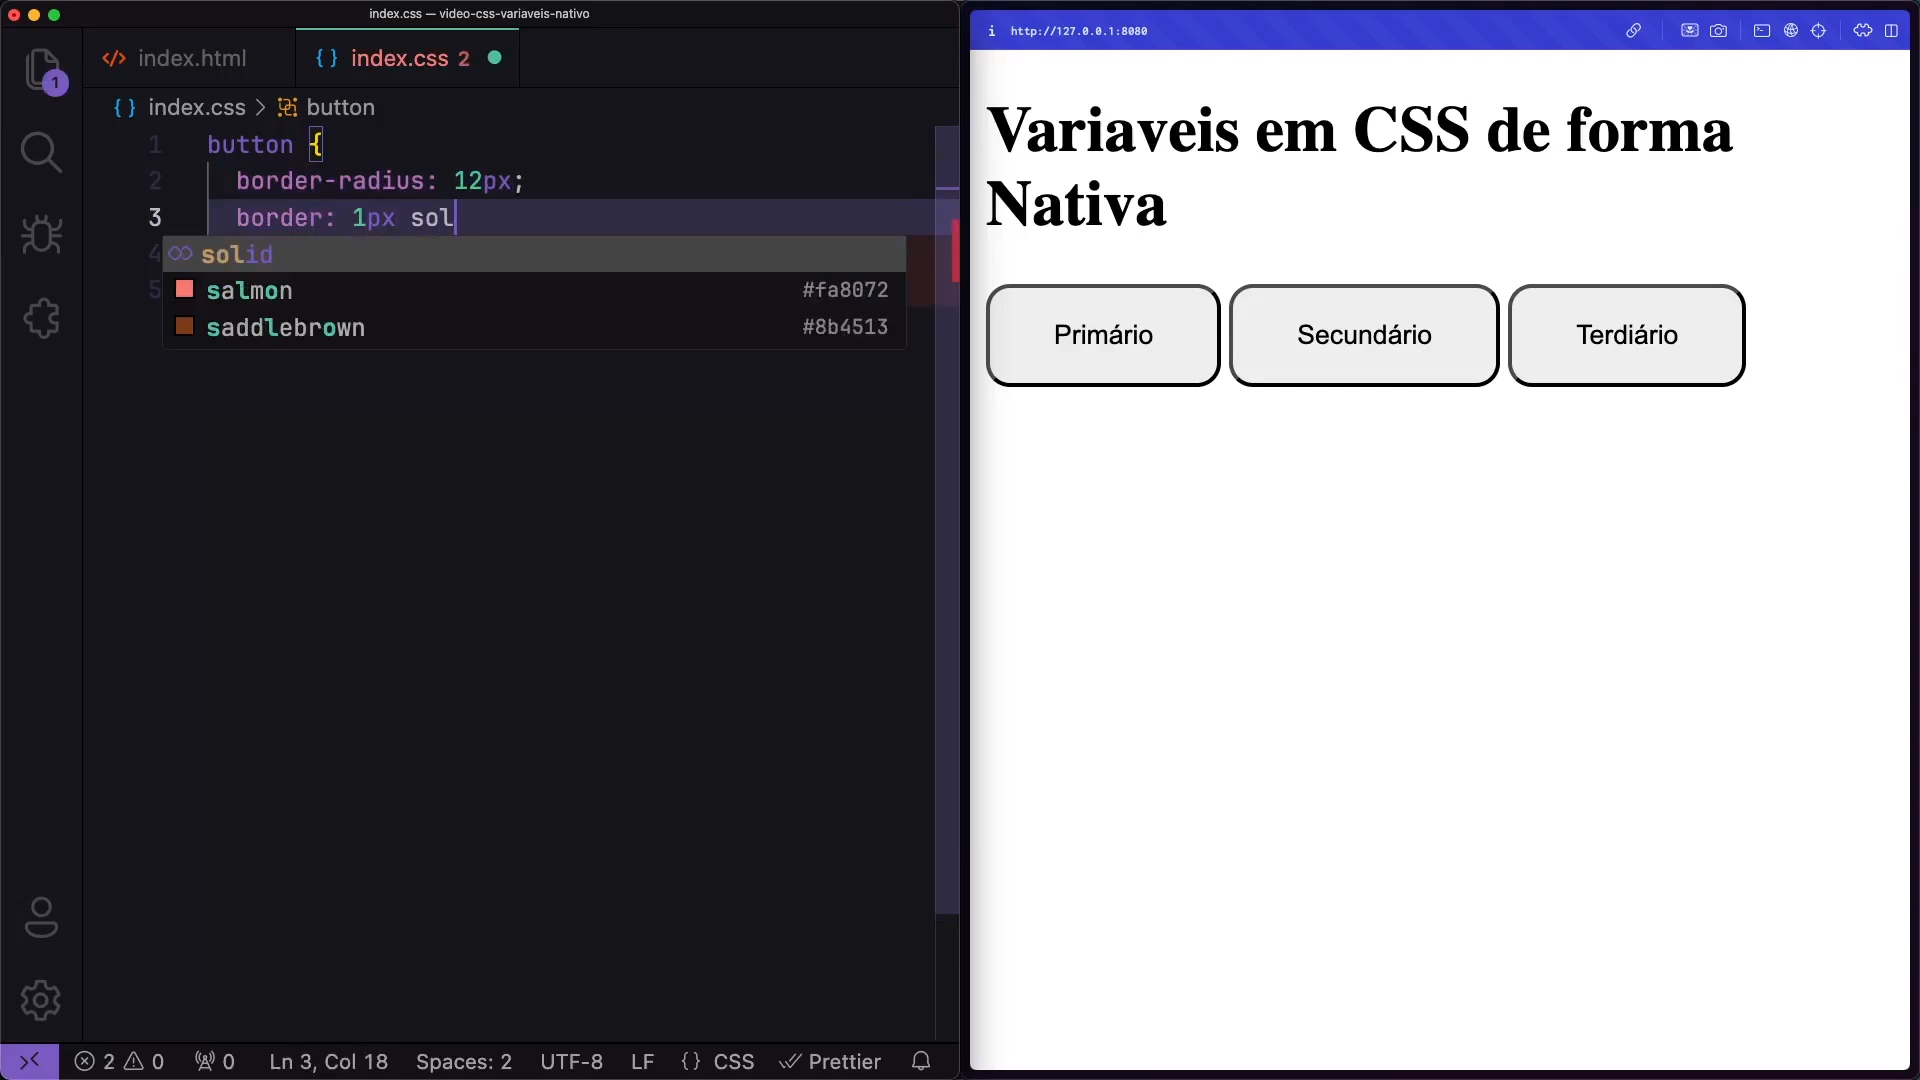 index.css — video-css-variaveis-nativo
index.html
index.css 2
1
index.css > button
1 button {
2 border-radius: 12px;
3 border: 1px sol
4 solid
5 salmon #fa8072
saddlebrown #8b4513
2 0 0 Ln 3, Col 18 Spaces: 2 UTF-8 LF {} CSS Prettier
i http://127.0.0.1:8080
Variaveis em CSS de forma
Nativa
Primário Secundário Terdiário